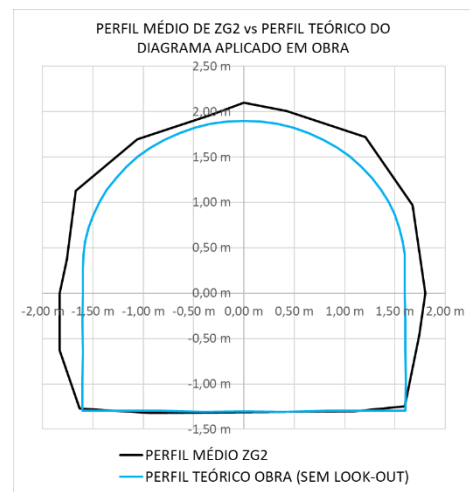 PERFIL MÉDIO DE ZG2 vs PERFIL TEÓRICO DO
DIAGRAMA APLICADO EM OBRA
2,50 m
2,00 m
1,50 m
1,00 m
0,50 m
0,00 m
-2,00 m -1,50 m -1,00 m -0,50 m 0,00 m 0,50 m 1,00 m 1,50 m 2,00 m
-0,50 m
-1,00 m
-1,50 m
PERFIL MÉDIO ZG2
PERFIL TEÓRICO OBRA (SEM LOOK-OUT)